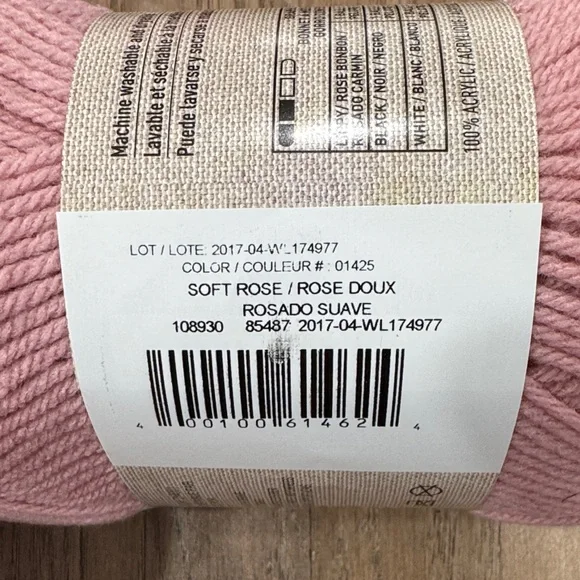 Machine washable and
Lavable et séchable à
Puede lavarse y secarse
BONNET
/ ROSE BONBON /
ROSADO CARMIN
BLACK / NOIR / NEGRO
WHITE / BLANC / BLANCO
100% ACRYLIC / ACRYLIQUE
LOT / LOTE: 2017-04-WL174977
COLOR / COULEUR # : 01425
SOFT ROSE / ROSE DOUX
ROSADO SUAVE
108930 85487 2017-04-WL174977
4 00100 61462 4